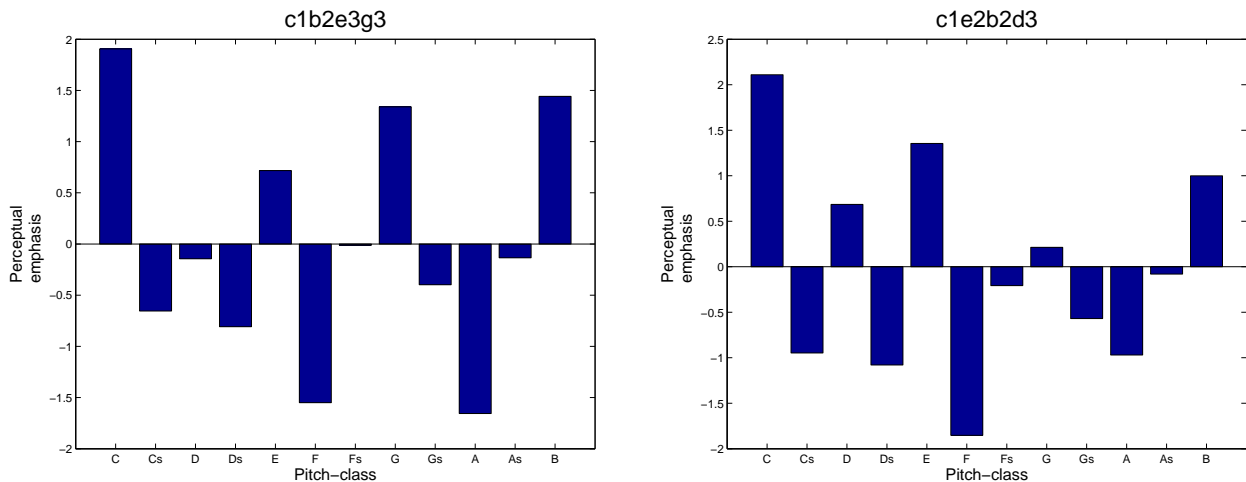 c1b2e3g3
2
1.5
1
0.5
0
−0.5
−1
−1.5
−2
Perceptual
emphasis
C Cs D Ds E F Fs G Gs A As B
Pitch−class
c1e2b2d3
2.5
2
1.5
1
0.5
0
−0.5
−1
−1.5
−2
Perceptual
emphasis
C Cs D Ds E F Fs G Gs A As B
Pitch−class